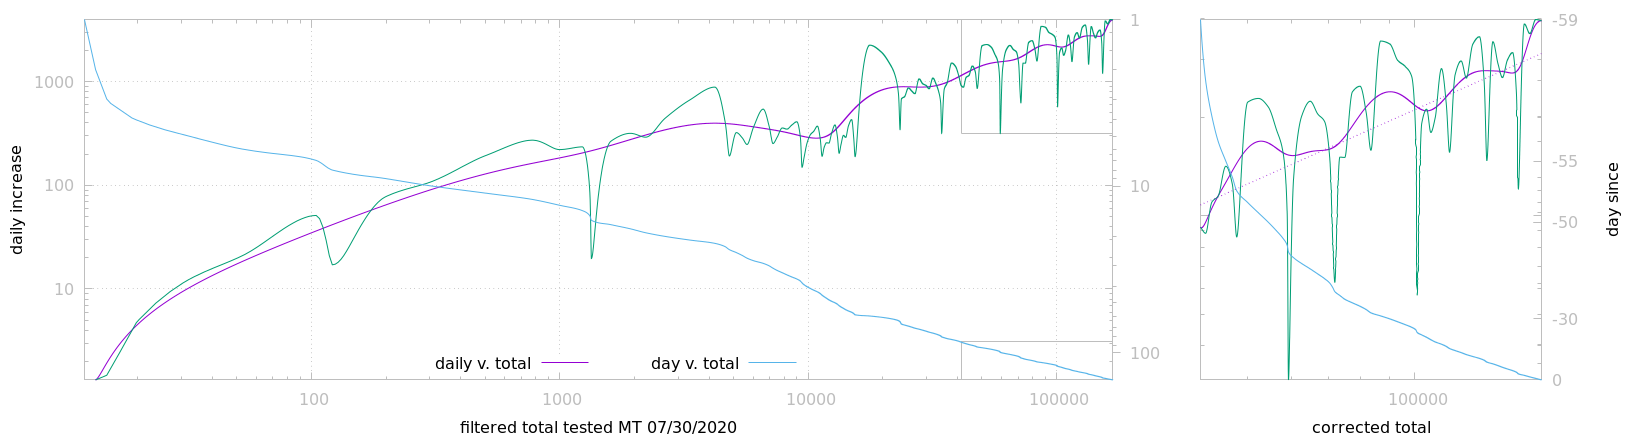 1
-59
1000
daily increase
100
10
-55
-50
day since
10
-30
daily v. total
day v. total
100
0
100
1000
10000
100000
100000
filtered total tested MT 07/30/2020
corrected total